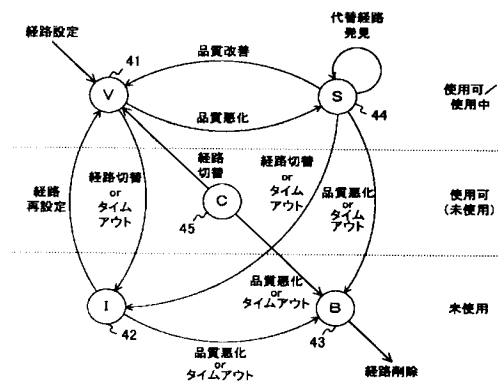 代替経路
発見
経路設定
41
品質改善
V
S
品質悪化
44
使用可/
使用中
経路
再設定
経路切替
or
タイム
アウト
経路
切替
C
45
経路切替
or
タイム
アウト
品質悪化
or
タイム
アウト
使用可
(未使用)
I
42
品質悪化
or
タイムアウト
B
43
未使用
品質悪化
or
タイムアウト
経路削除